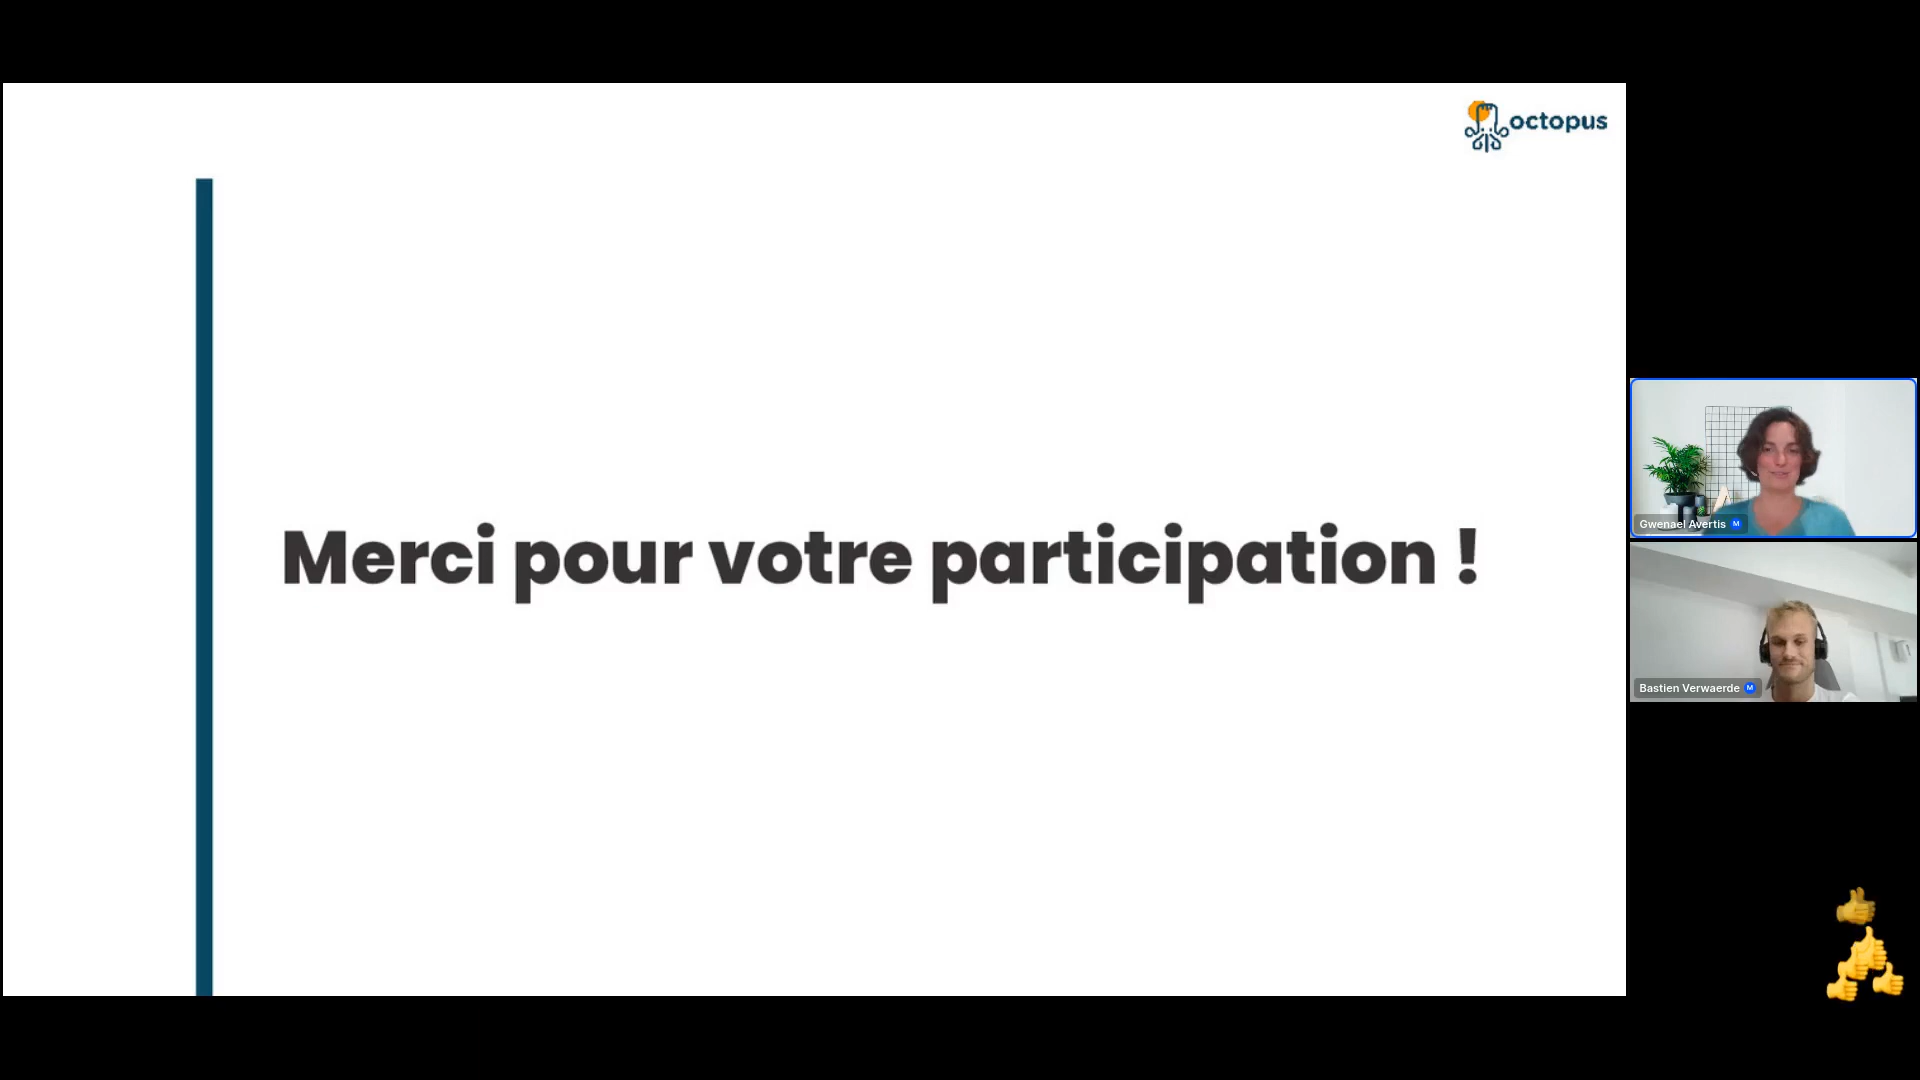 octopus
Merci pour votre participation !
Gwenael Avertis M
Bastien Verwaerde M